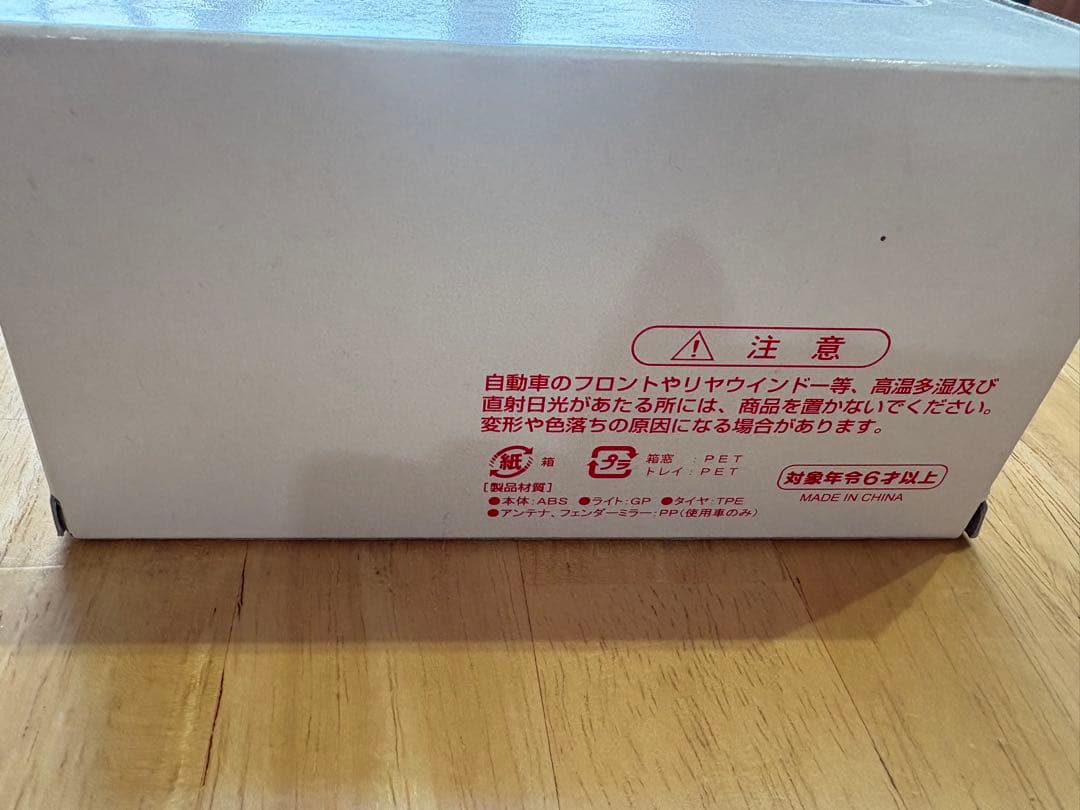 ⚠ 注意
自動車のフロントやリヤウインドー等、高温多湿及び
直射日光があたる所には、商品を置かないでください。
変形や色落ちの原因になる場合があります。
紙 箱 プラ 箱窓 : PET
トレイ : PET
対象年令6才以上
MADE IN CHINA
[製品材質]
●本体:ABS ●ライト:GP ●タイヤ:TPE
●アンテナ、フェンダーミラー:PP(使用車のみ)